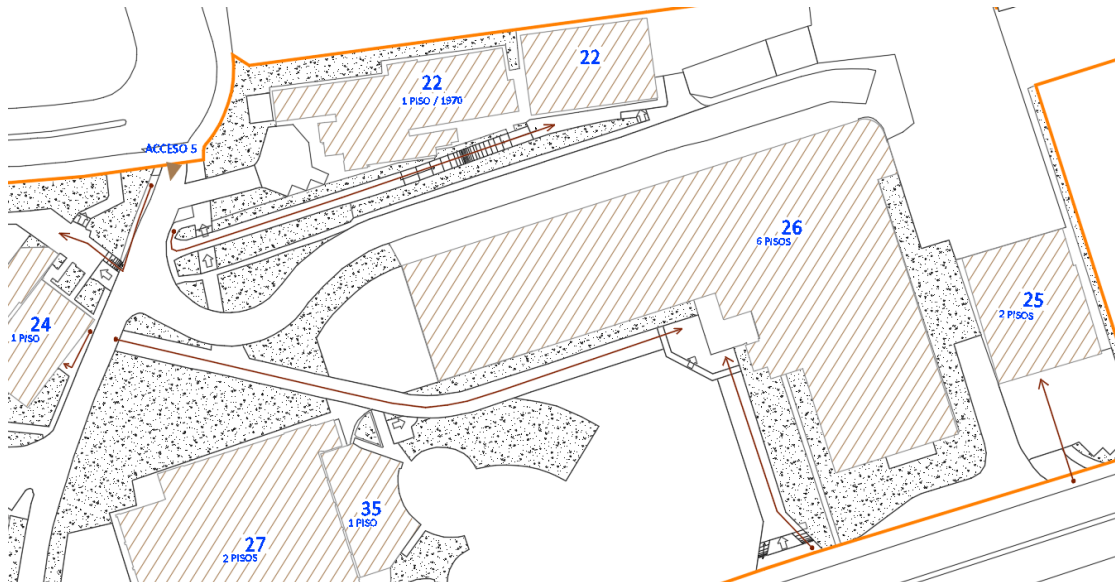 22
22
1 PISO / 1970
ACCESO 5
26
6 PISOS
25
2 PISOS
24
1 PISO
35
1 PISO
27
2 PISOS